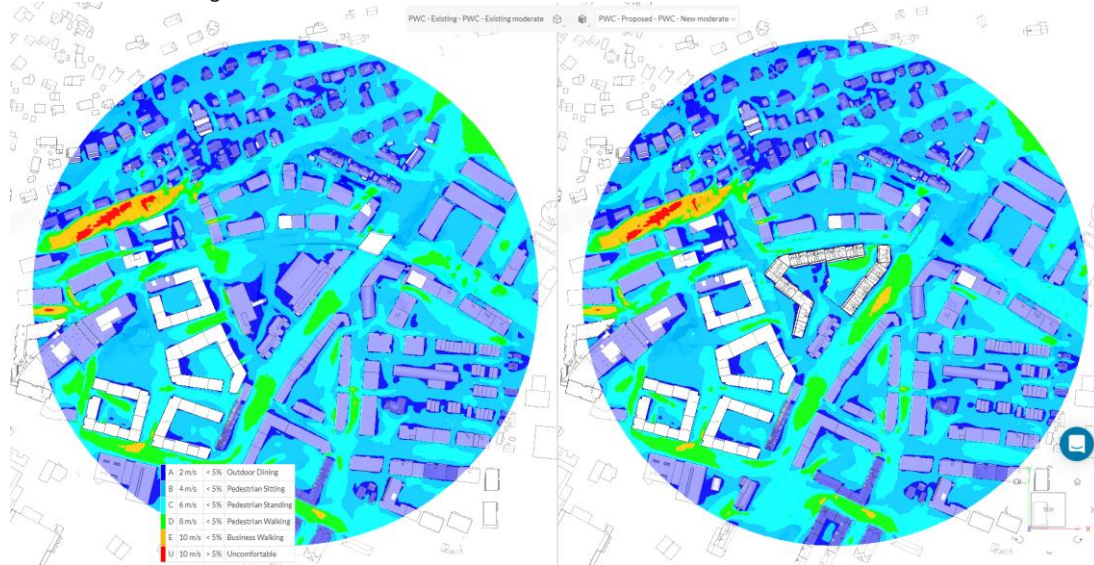 PWC - Existing - PWC - Existing moderate
PWC - Proposed - PWC - New moderate
A 2 m/s < 5% Outdoor Dining
B 4 m/s < 5% Pedestrian Sitting
C 6 m/s < 5% Pedestrian Standing
D 8 m/s < 5% Pedestrian Walking
E 10 m/s < 5% Business Walking
U 10 m/s > 5% Uncomfortable
TOP
X